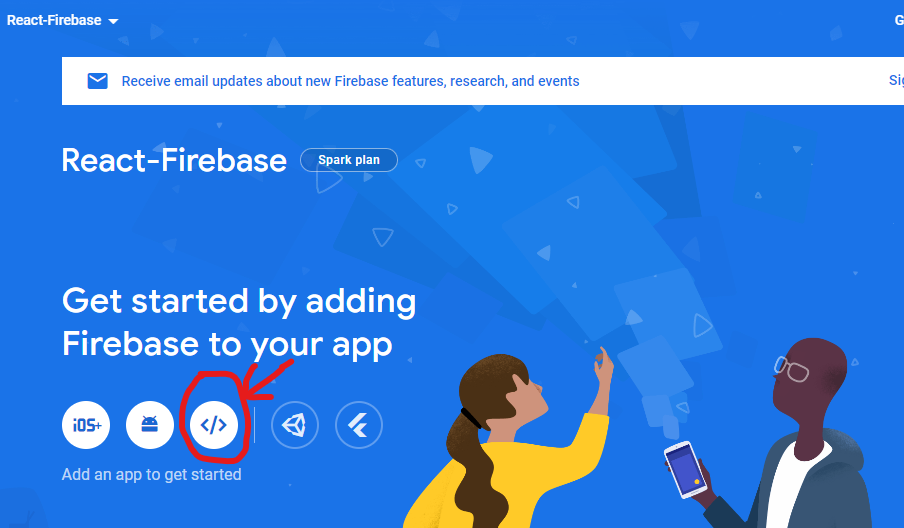 React-Firebase
G
Receive email updates about new Firebase features, research, and events
Sig
React-Firebase
Spark plan
Get started by adding
Firebase to your app
iOS+
</>
Add an app to get started